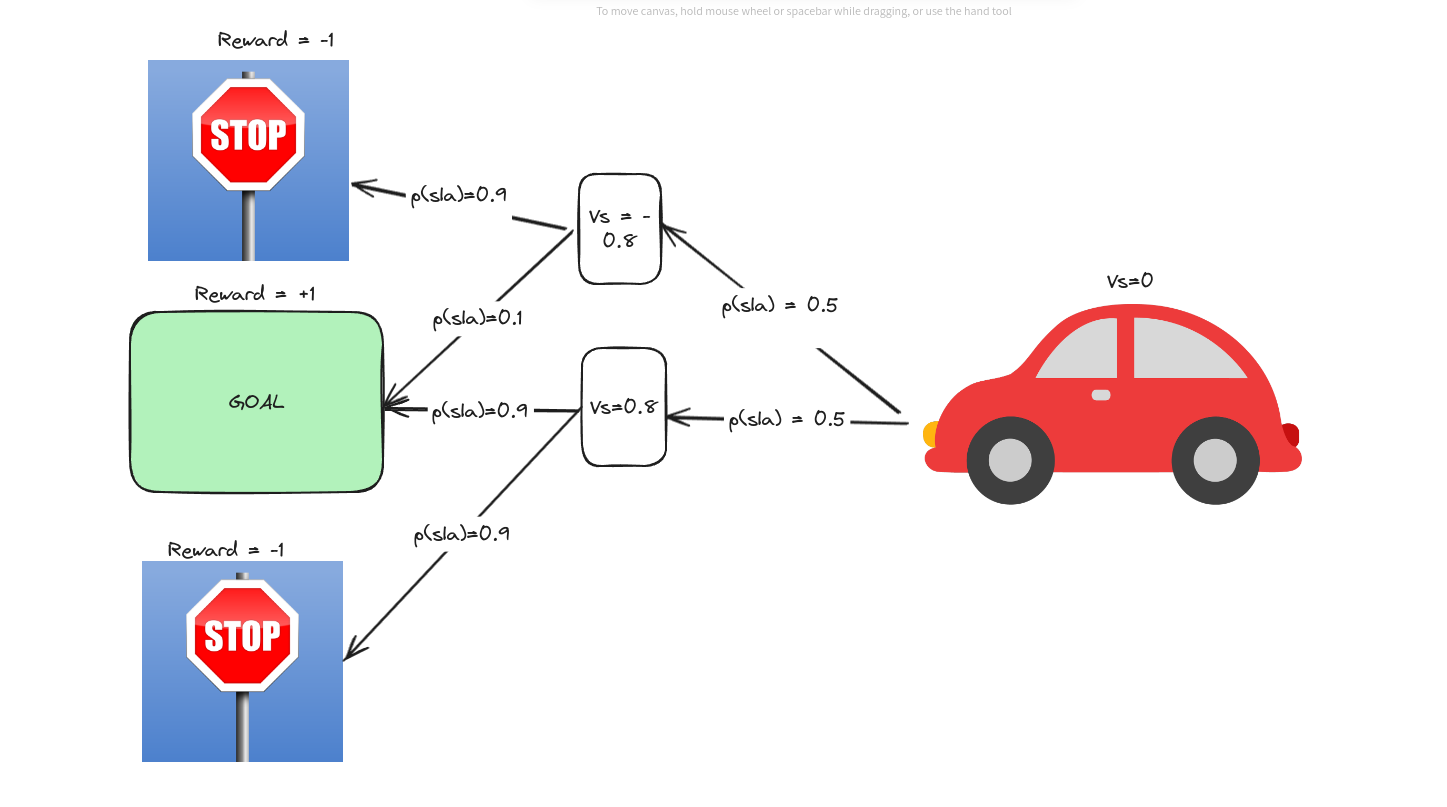 To move canvas, hold mouse wheel or spacebar while dragging, or use the hand tool
Reward = -1
STOP
p(s|a)=0.9
Vs = -
0.8
Vs=0
Reward = +1
p(s|a)=0.1
p(s|a) = 0.5
GOAL
p(s|a)=0.9
Vs=0.8
p(s|a) = 0.5
p(s|a)=0.9
Reward = -1
STOP